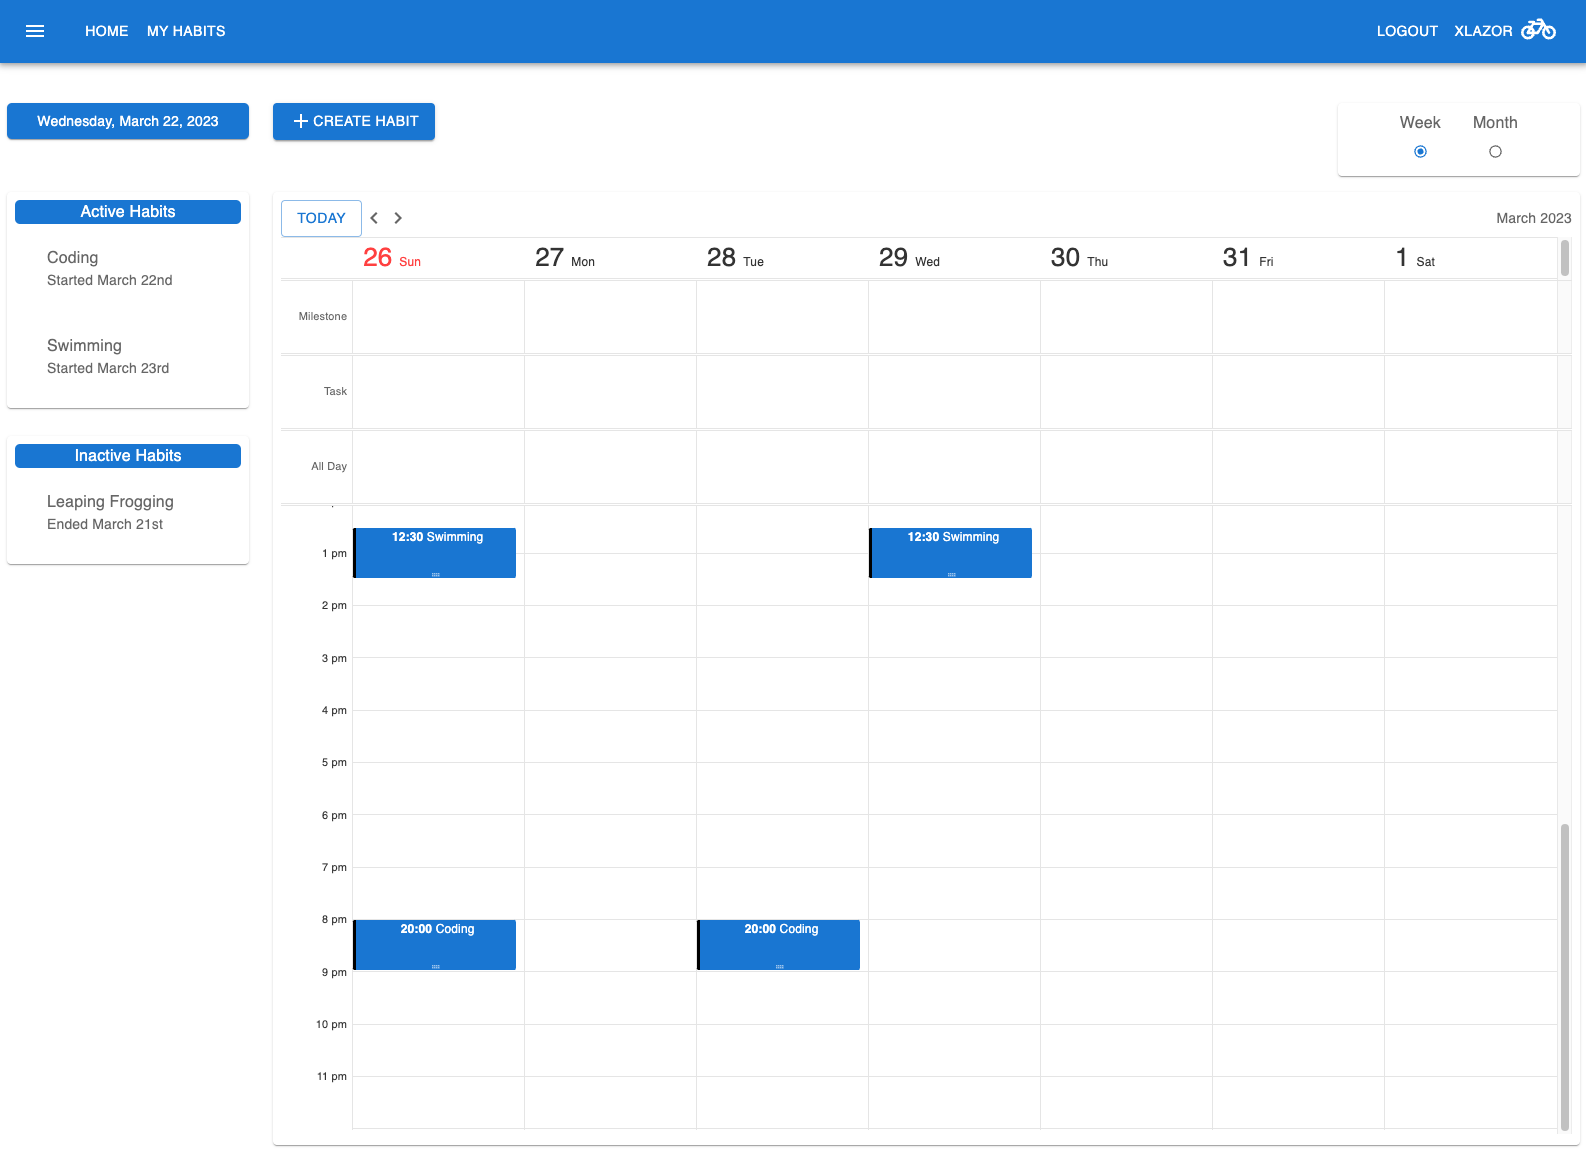 HOME MY HABITS LOGOUT XLAZOR
Wednesday, March 22, 2023
CREATE HABIT
Week Month
Active Habits
Coding
Started March 22nd
Swimming
Started March 23rd
Inactive Habits
Leaping Frogging
Ended March 21st
TODAY
March 2023
26 Sun 27 Mon 28 Tue 29 Wed 30 Thu 31 Fri 1 Sat
Milestone
Task
All Day
12:30 Swimming 12:30 Swimming
1 pm
2 pm
3 pm
4 pm
5 pm
6 pm
7 pm
8 pm
20:00 Coding 20:00 Coding
9 pm
10 pm
11 pm